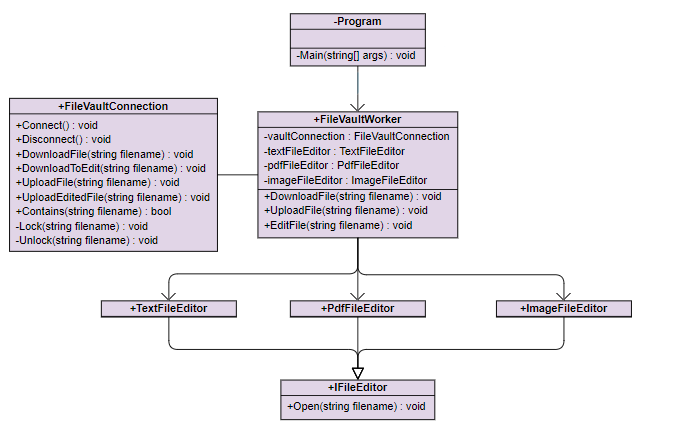 -Program
-Main(string[] args) : void
+FileVaultConnection
+Connect() : void
+Disconnect() : void
+DownloadFile(string filename) : void
+DownloadToEdit(string filename) : void
+UploadFile(string filename) : void
+UploadEditedFile(string filename) : void
+Contains(string filename) : bool
-Lock(string filename) : void
-Unlock(string filename) : void
+FileVaultWorker
-vaultConnection : FileVaultConnection
-textFileEditor : TextFileEditor
-pdfFileEditor : PdfFileEditor
-imageFileEditor : ImageFileEditor
+DownloadFile(string filename) : void
+UploadFile(string filename) : void
+EditFile(string filename) : void
+TextFileEditor
+PdfFileEditor
+ImageFileEditor
+IFileEditor
+Open(string filename) : void